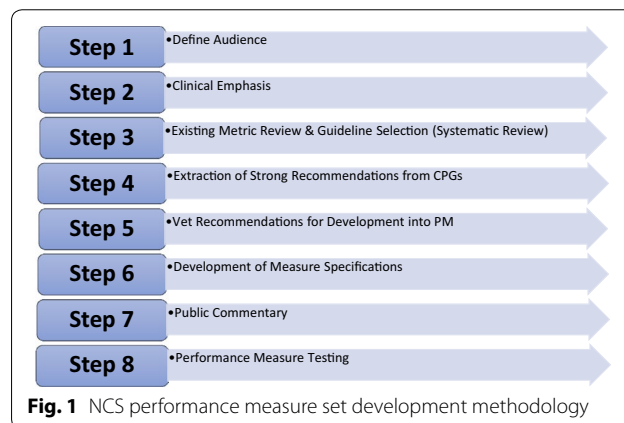 Step 1
•Define Audience
Step 2
•Clinical Emphasis
Step 3
•Existing Metric Review & Guideline Selection (Systematic Review)
Step 4
•Extraction of Strong Recommendations from CPGs
Step 5
•Vet Recommendations for Development into PM
Step 6
•Development of Measure Specifications
Step 7
•Public Commentary
Step 8
•Performance Measure Testing
Fig. 1 NCS performance measure set development methodology